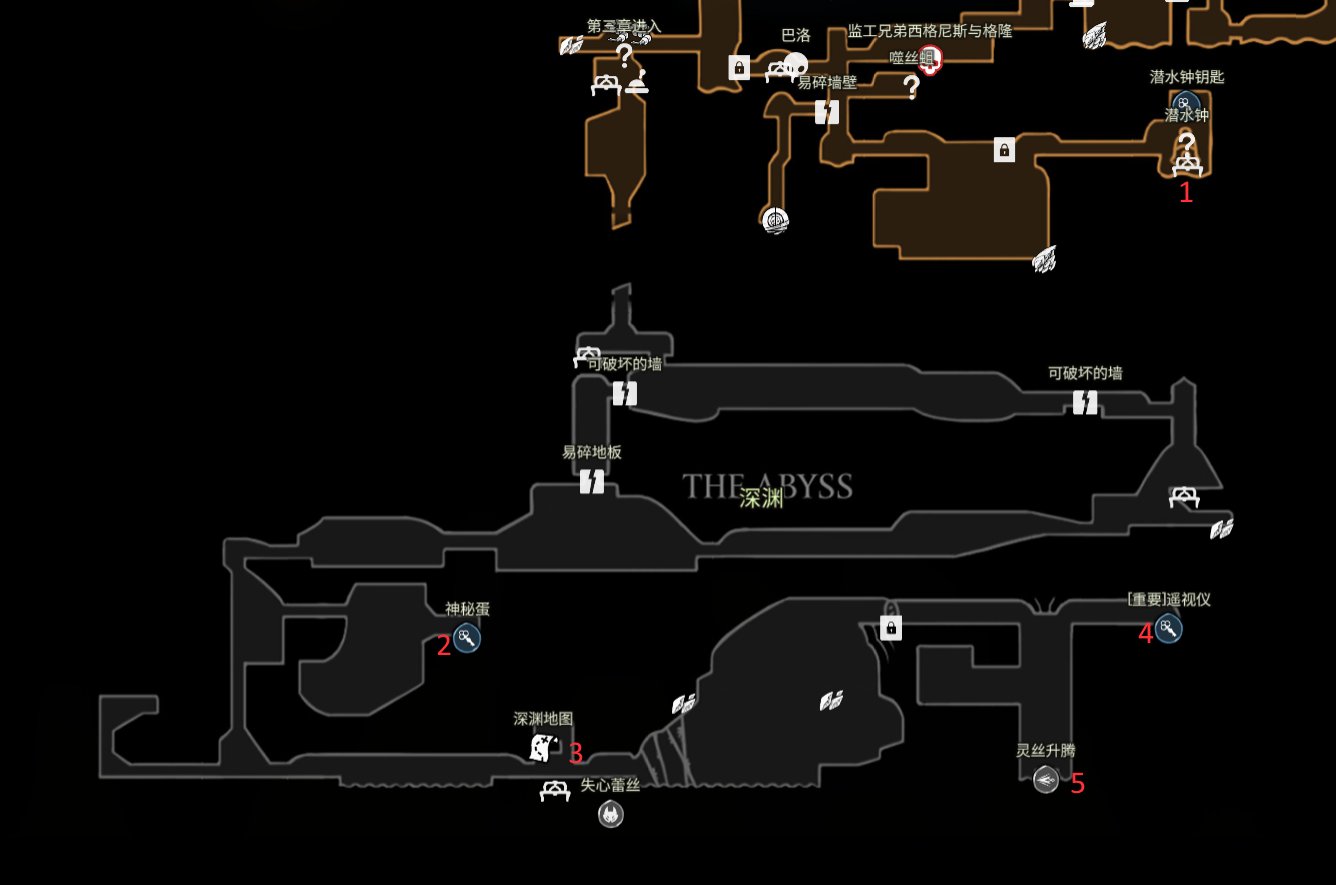 第三章进入
巴洛
监工兄弟西格尼斯与格隆
噬丝蛆
易碎墙壁
潜水钟钥匙
潜水钟
1
可破坏的墙
可破坏的墙
易碎地板
THE ABYSS
深渊
神秘蛋
2
[重要]遥视仪
4
深渊地图
3
失心蕾丝
灵丝升腾
5